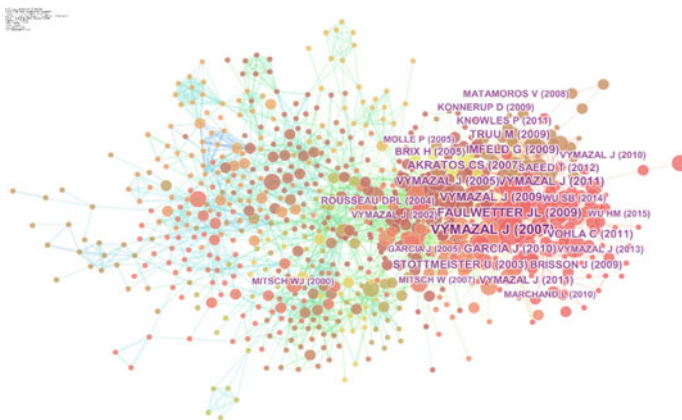 MATAMOROS V (2008)
KONNERUP D (2009)
KNOWLES P (2011)
TRUU M (2009)
MOLLE P (2005)
BRIX H (2005)
IMFELD G (2009)
VYMAZAL J (2010)
AKRATOS CS (2007)
SAEED T (2012)
VYMAZAL J (2005)
VYMAZAL J (2011)
ROUSSEAU DPL (2004)
VYMAZAL J (2009)
WU SB (2014)
VYMAZAL J (2002)
FAULWETTER JL (2009)
WU HM (2015)
VYMAZAL J (2007)
VOHLA C (2011)
GARCIA J (2005)
GARCIA J (2010)
VYMAZAL J (2013)
STOTTMEISTER U (2003)
BRISSON J (2009)
MITSCH WJ (2000)
MITSCH W (2007)
VYMAZAL J (2011)
MARCHAND L (2010)